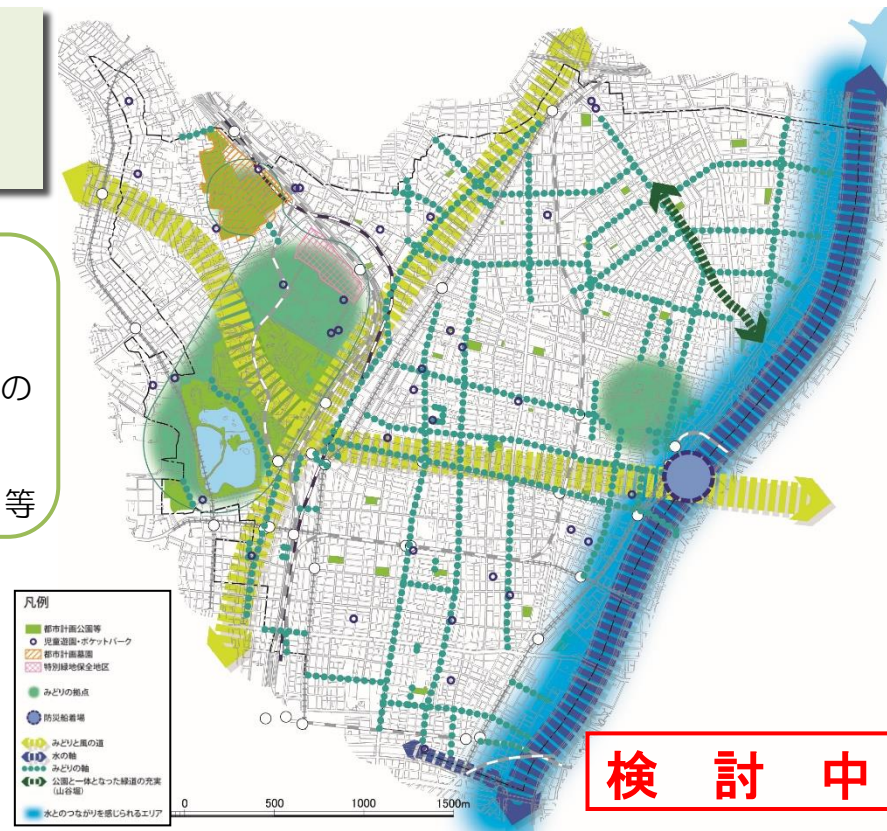 の
等
凡例
都市計画公園等
児童遊園・ポケットパーク
都市計画墓園
特別緑地保全地区
みどりの拠点
防災船着場
みどりと風の道
水の軸
みどりの軸
公園と一体となった緑道の充実
(山谷堀)
水とのつながりを感じられるエリア
0 500 1000 1500m
検 討 中